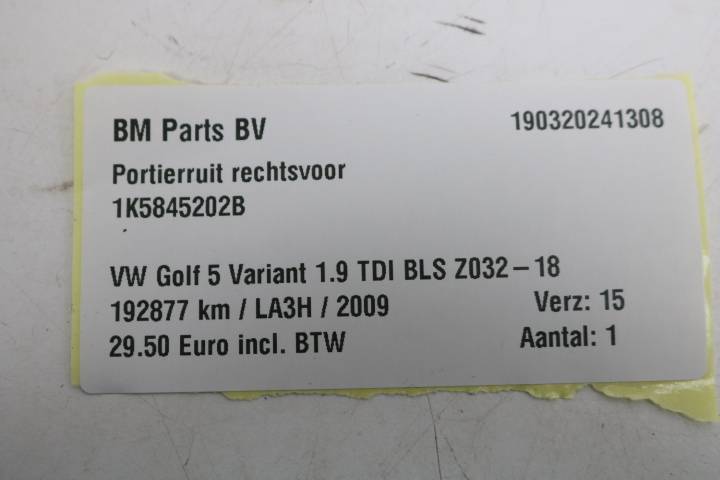 BM Parts BV 190320241308
Portierruit rechtsvoor
1K5845202B
VW Golf 5 Variant 1.9 TDI BLS Z032 – 18
192877 km / LA3H / 2009 Verz: 15
29.50 Euro incl. BTW Aantal: 1